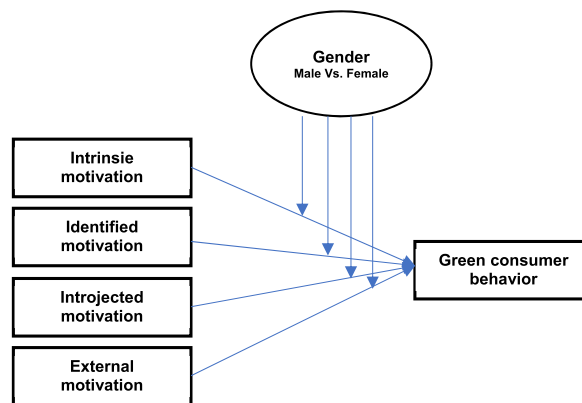 Gender
Male Vs. Female
Intrinsie
motivation
Identified
motivation
Green consumer
behavior
Introjected
motivation
External
motivation